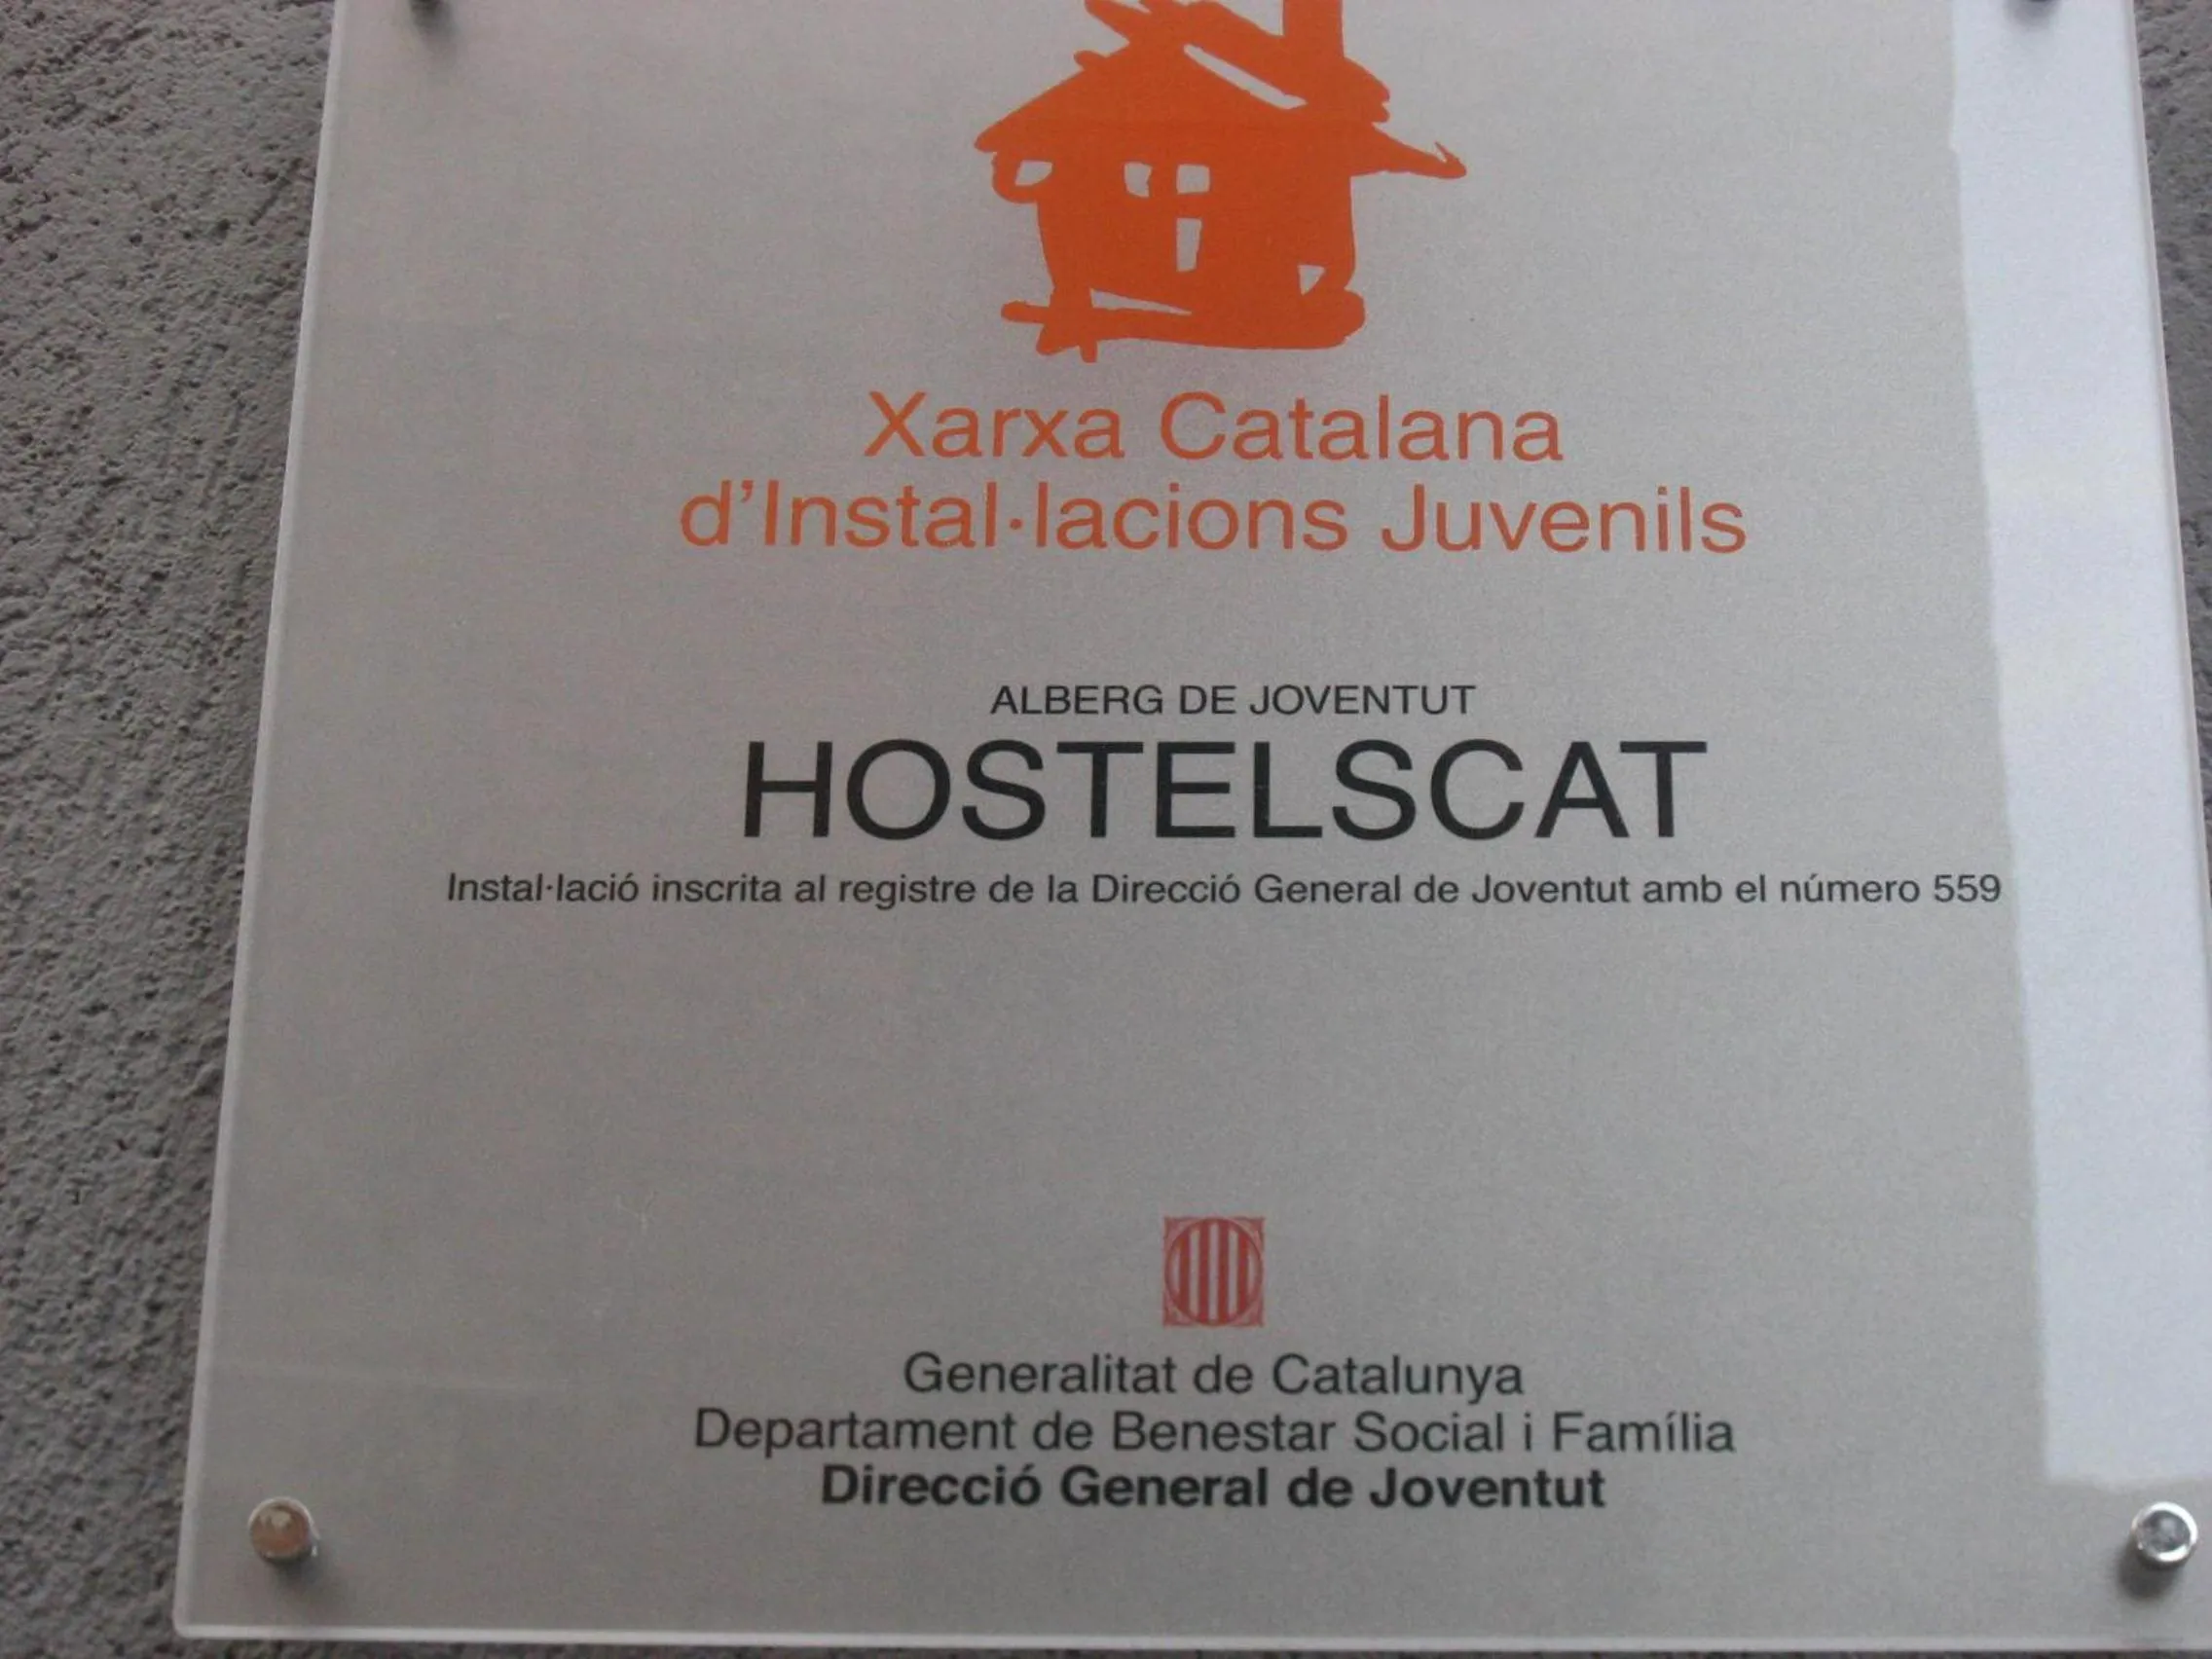 Xarxa Catalana
d'Instal·lacions Juvenils
ALBERG DE JOVENTUT
HOSTELSCAT
Instal·lació inscrita al registre de la Direcció General de Joventut amb el número 559
Generalitat de Catalunya
Departament de Benestar Social i Família
Direcció General de Joventut